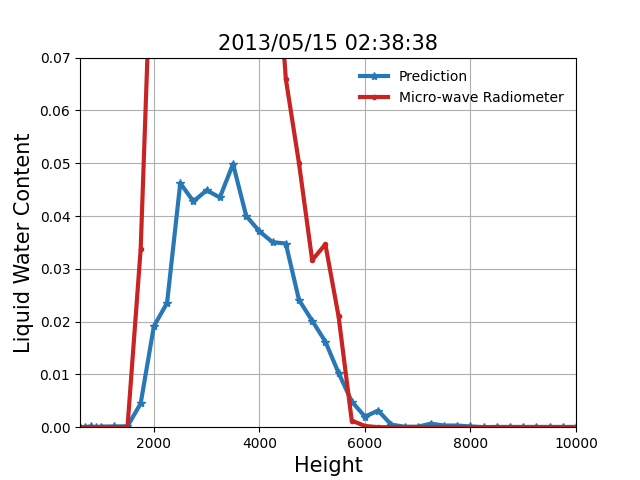 2013/05/15 02:38:38
Prediction
Micro-wave Radiometer
Liquid Water Content
0.07
0.06
0.05
0.04
0.03
0.02
0.01
0.00
2000 4000 6000 8000 10000
Height